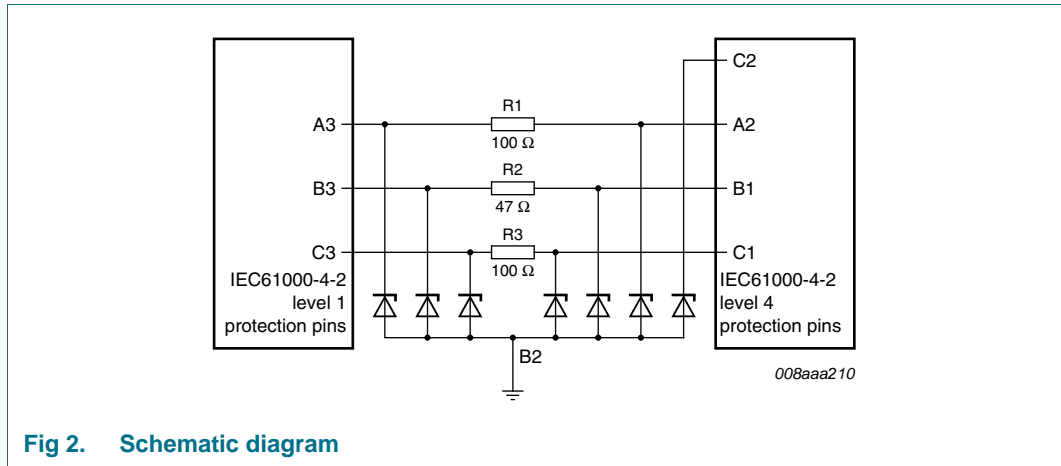 C2
A3
R1
100 Ω
A2
B3
R2
47 Ω
B1
C3
R3
100 Ω
C1
IEC61000-4-2
level 1
protection pins
IEC61000-4-2
level 4
protection pins
B2
008aaa210
Fig 2. Schematic diagram